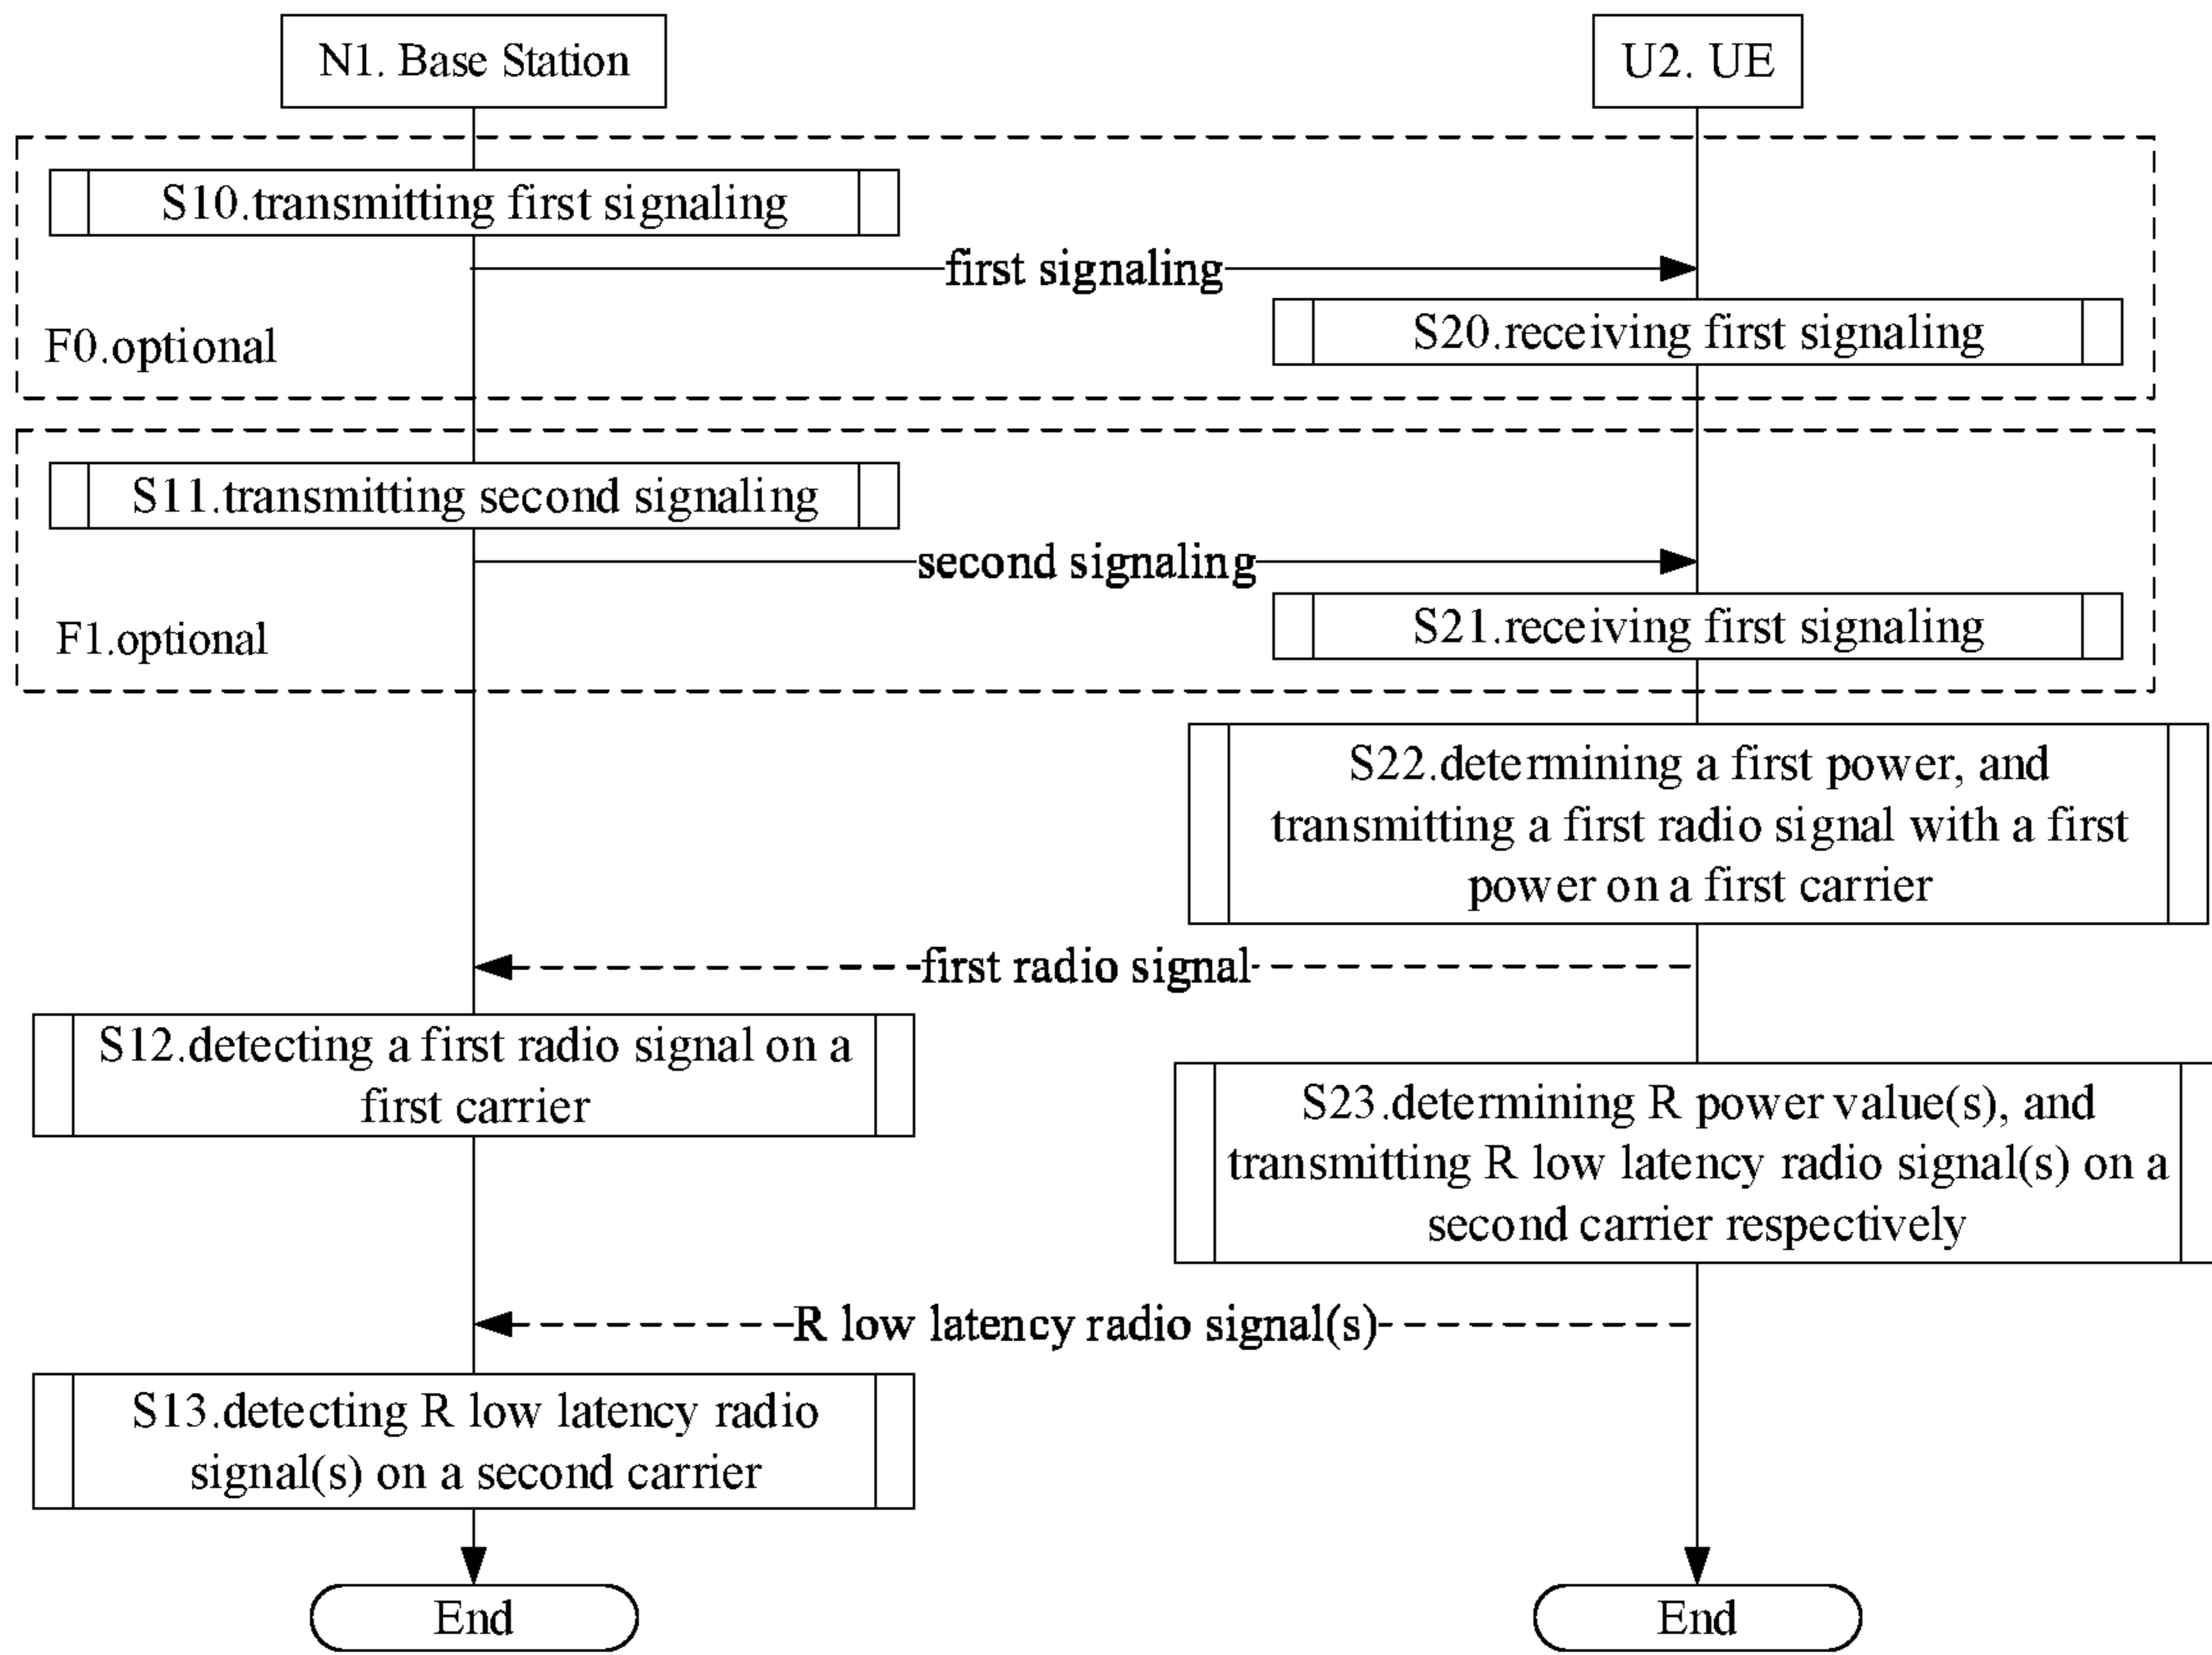 N1. Base Station
U2. UE
S10.transmitting first signaling
first signaling
S20.receiving first signaling
F0.optional
S11.transmitting second signaling
second signaling
S21.receiving first signaling
F1.optional
S22.determining a first power, and
transmitting a first radio signal with a first
power on a first carrier
first radio signal
S12.detecting a first radio signal on a
first carrier
S23.determining R power value(s), and
transmitting R low latency radio signal(s) on a
second carrier respectively
R low latency radio signal(s)
S13.detecting R low latency radio
signal(s) on a second carrier
End
End